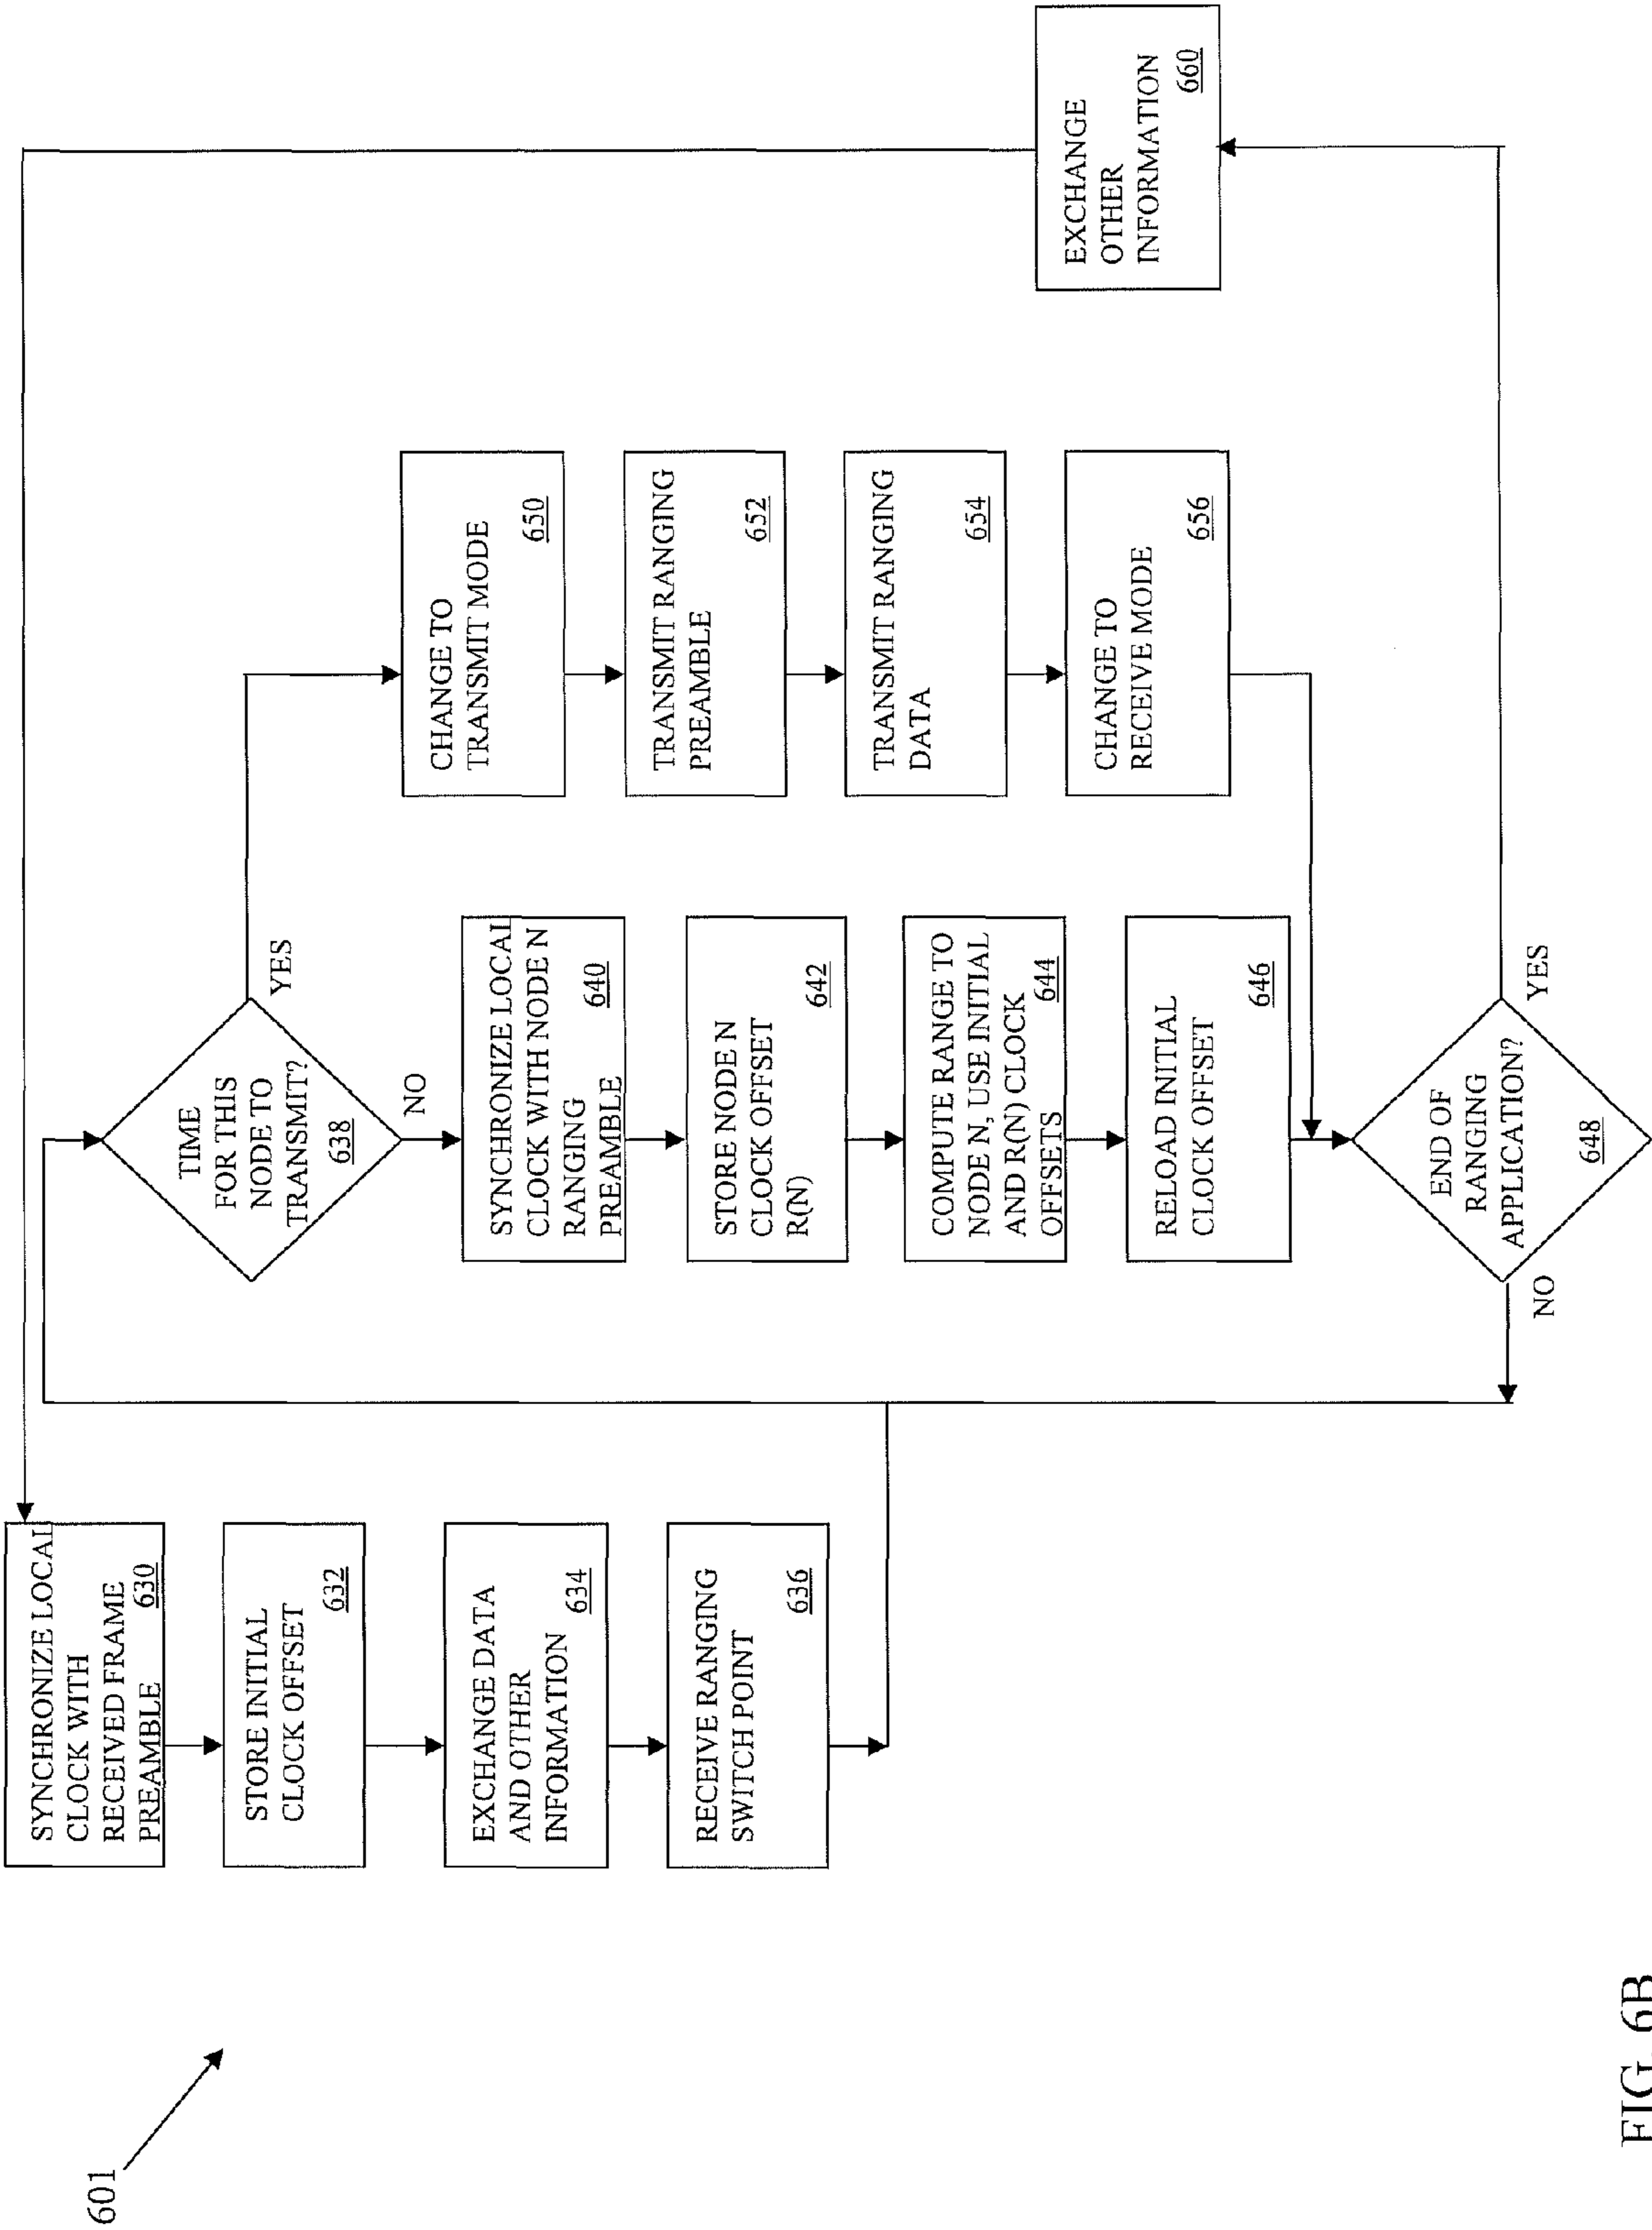 601
SYNCHRONIZE LOCAL
CLOCK WITH
RECEIVED FRAME
PREAMBLE 630
STORE INITIAL
CLOCK OFFSET
632
EXCHANGE DATA
AND OTHER
INFORMATION 634
RECEIVE RANGING
SWITCH POINT
636
TIME
FOR THIS
NODE TO
TRANSMIT?
638
YES
NO
SYNCHRONIZE LOCAL
CLOCK WITH NODE N
RANGING
PREAMBLE 640
STORE NODE N
CLOCK OFFSET
R(N) 642
COMPUTE RANGE TO
NODE N, USE INITIAL
AND R(N) CLOCK
OFFSETS 644
RELOAD INITIAL
CLOCK OFFSET
646
END OF
RANGING
APPLICATION?
648
YES
NO
CHANGE TO
TRANSMIT MODE
650
TRANSMIT RANGING
PREAMBLE
652
TRANSMIT RANGING
DATA
654
CHANGE TO
RECEIVE MODE
656
EXCHANGE
OTHER
INFORMATION
660
FIG. 6B